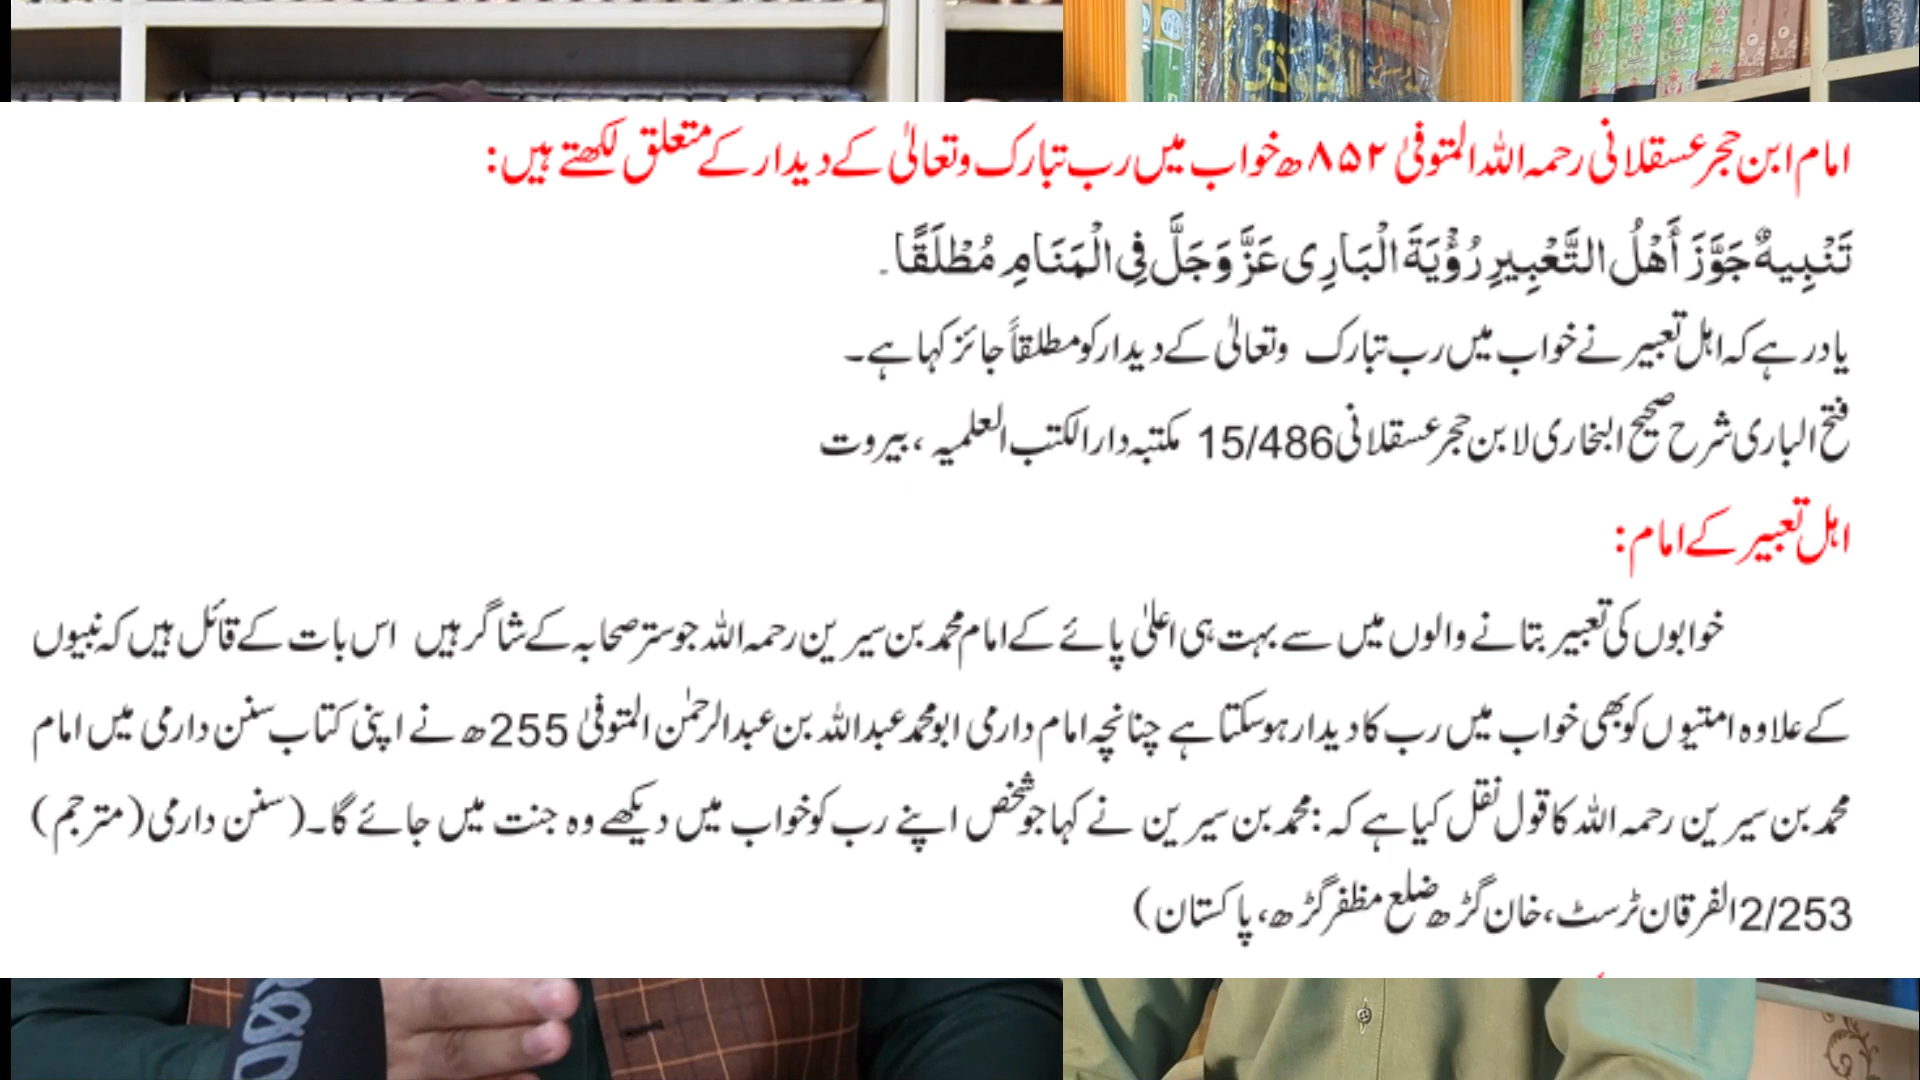 امام ابن حجر عسقلانی رحمہ اللہ المتوفیٰ ۸۵۲ھ خواب میں رب تبارک وتعالیٰ کے دیدار کے متعلق لکھتے ہیں:
تَنْبِيهٌ جَوَّزَ أَهْلُ التَّعْبِيرِ رُؤْيَةَ الْبَارِى عَزَّ وَجَلَّ فِى الْمَنَامِ مُطْلَقًا۔
یاد رہے کہ اہل تعبیر نے خواب میں رب تبارک وتعالیٰ کے دیدار کو مطلقاً جائز کہا ہے۔
فتح الباری شرح صحیح البخاری لابن حجر عسقلانی 15/486 مکتبہ دارالکتب العلمیہ، بیروت
اہل تعبیر کے امام:
خوابوں کی تعبیر بتانے والوں میں سے بہت ہی اعلیٰ پائے کے امام محمد بن سیرین رحمہ اللہ جو ستر صحابہ کے شاگر ہیں اس بات کے قائل ہیں کہ نبیوں
کے علاوہ امتیوں کو بھی خواب میں رب کا دیدار ہو سکتا ہے چنانچہ امام دارمی ابو محمد عبداللہ بن عبدالرحمٰن المتوفیٰ 255ھ نے اپنی کتاب سنن دارمی میں امام
محمد بن سیرین رحمہ اللہ کا قول نقل کیا ہے کہ: محمد بن سیرین نے کہا جو شخص اپنے رب کو خواب میں دیکھے وہ جنت میں جائے گا۔ (سنن دارمی (مترجم)
2/253 الفرقان ٹرسٹ، خان گڑھ ضلع مظفر گڑھ، پاکستان)